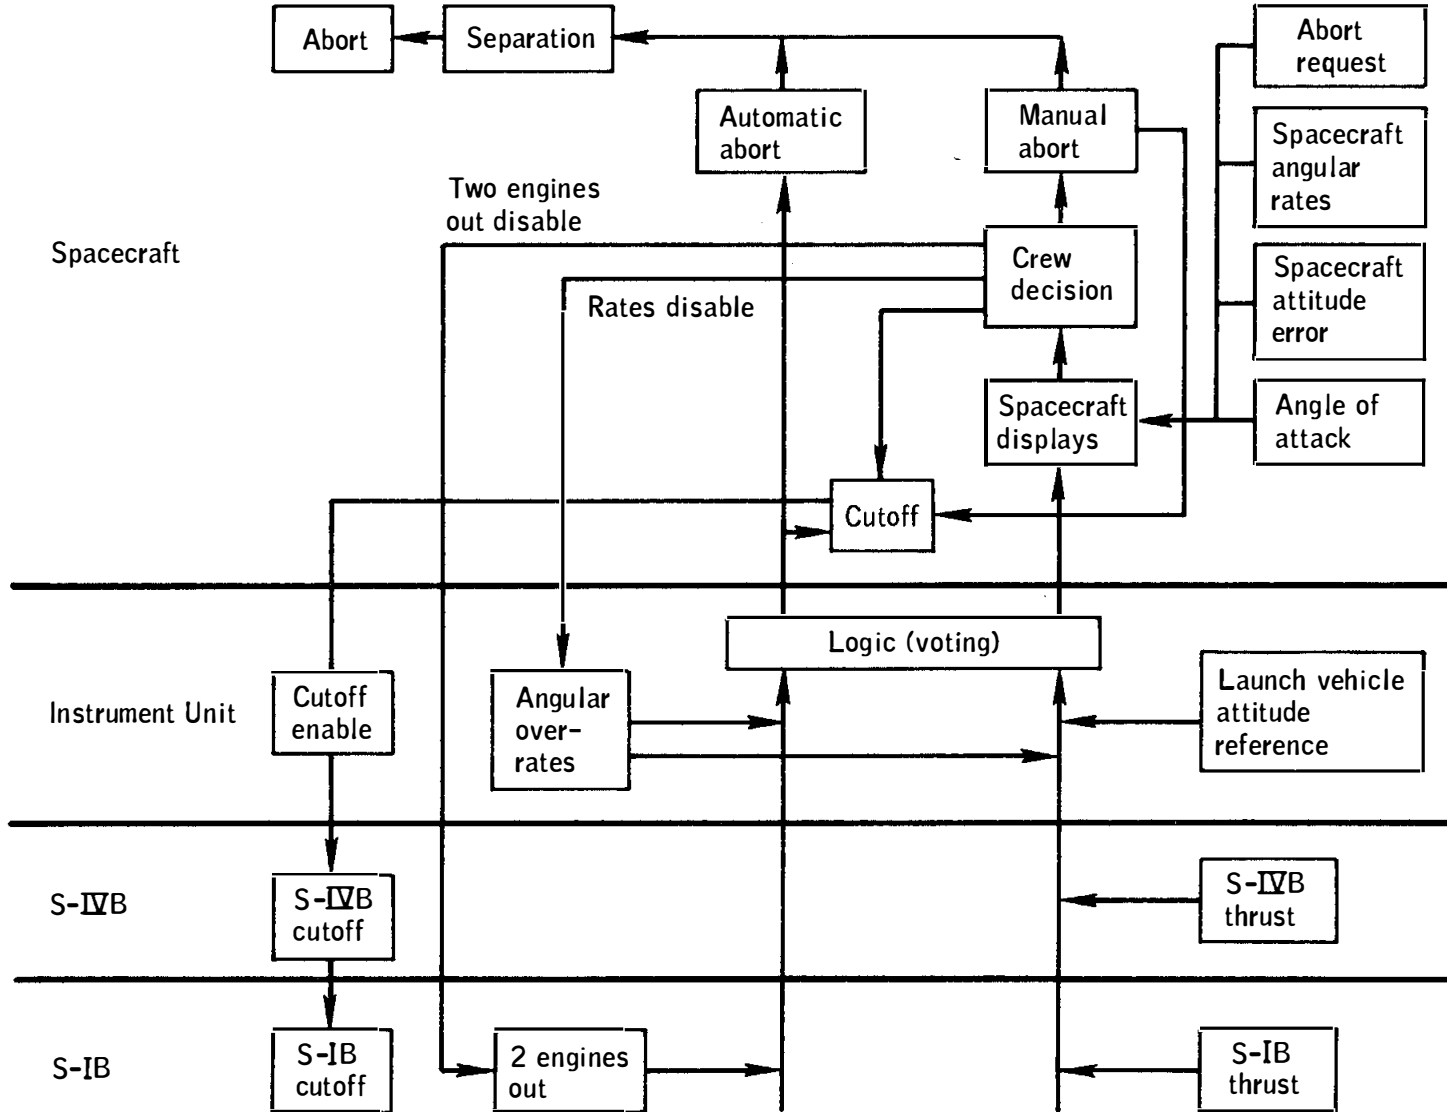 Abort
Separation
Abort
request
Automatic
abort
Manual
abort
Spacecraft
angular
rates
Two engines
out disable
Spacecraft
Crew
decision
Spacecraft
attitude
error
Rates disable
Spacecraft
displays
Angle of
attack
Cutoff
Logic (voting)
Instrument Unit
Cutoff
enable
Angular
over-
rates
Launch vehicle
attitude
reference
S-IVB
S-IVB
cutoff
S-IVB
thrust
S-IB
S-IB
cutoff
2 engines
out
S-IB
thrust